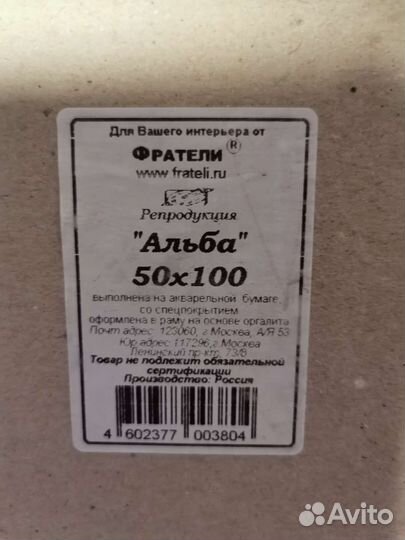 Для Вашего интерьера от
ФРАТЕЛИ®
www.frateli.ru
Репродукция
"Альба"
50х100
выполнена на акварельной бумаге
со спецпокрытием
оформлена в раму на основе оргалита
Почт адрес: 123060, г Москва, А/Я 53
Юр адрес: 117296,г.Москва
Ленинский пр-кт, 73/8
Товар не подлежит обязательной
сертификации
Производство: Россия
4 602377 003804
Avito